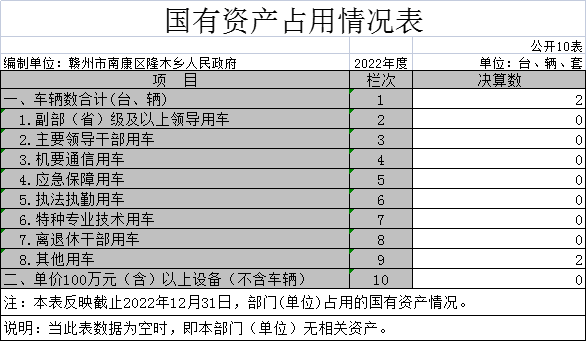 国有资产占用情况表
公开10表
编制单位：赣州市南康区隆木乡人民政府 2022年度 单位：台、辆、套
项 目 栏次 决算数
一、车辆数合计(台、辆) 1 2
1.副部（省）级及以上领导用车 2 0
2.主要领导干部用车 3 0
3.机要通信用车 4 0
4.应急保障用车 5 0
5.执法执勤用车 6 0
6.特种专业技术用车 7 0
7.离退休干部用车 8 0
8.其他用车 9 2
二、单价100万元（含）以上设备（不含车辆） 10 0
注：本表反映截止2022年12月31日，部门(单位)占用的国有资产情况。
说明：当此表数据为空时，即本部门（单位）无相关资产。